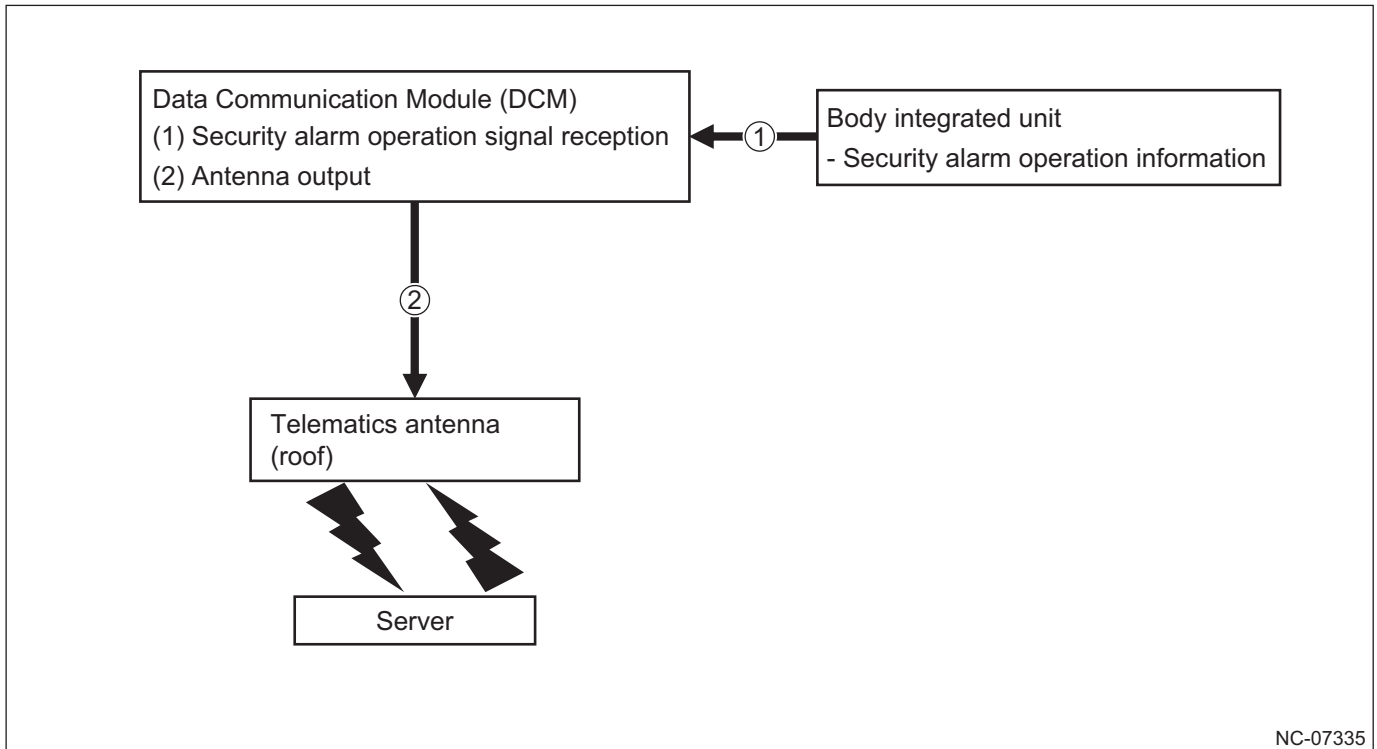 Data Communication Module (DCM)
(1) Security alarm operation signal reception
(2) Antenna output
Body integrated unit
- Security alarm operation information
1
2
Telematics antenna
(roof)
Server
NC-07335